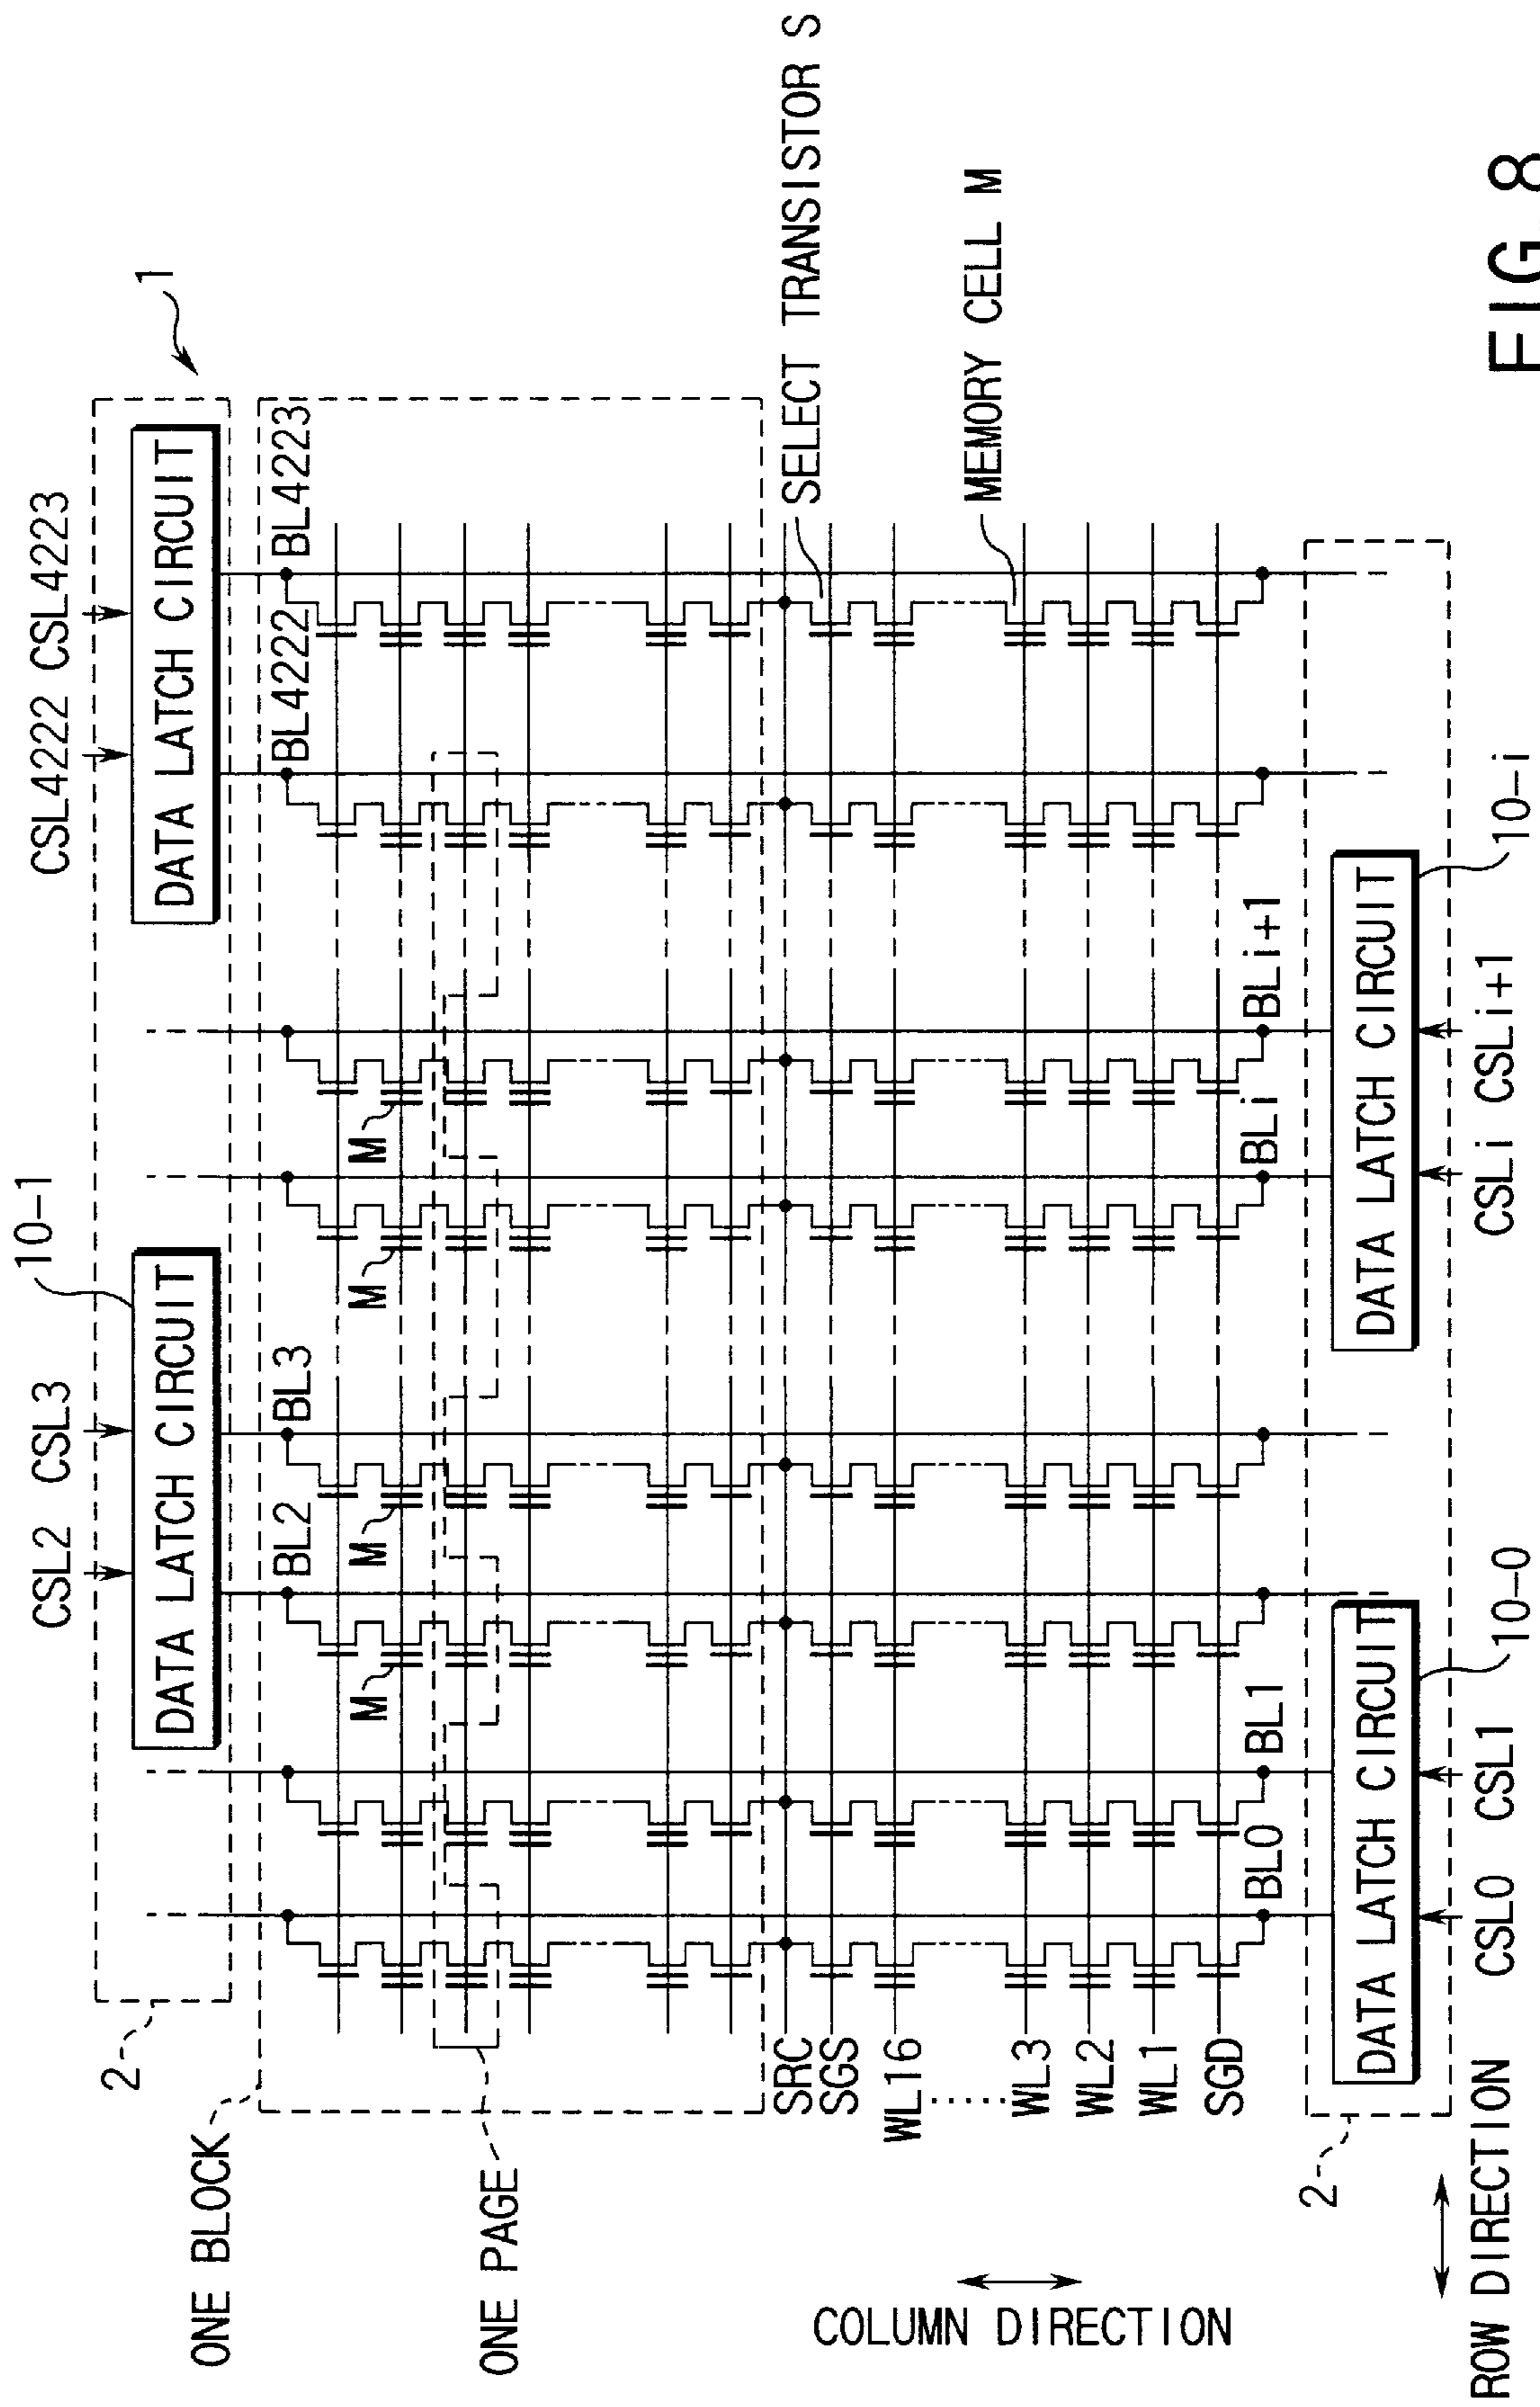 CSL2 CSL3
CSL4222 CSL4223
10-1
1
2
DATA LATCH CIRCUIT
DATA LATCH CIRCUIT
ONE BLOCK
BL2
BL3
BL4222
BL4223
M
M
M
M
ONE PAGE
SRC
SELECT TRANSISTOR S
SGS
WL16
......
MEMORY CELL M
WL3
WL2
WL1
SGD
BL0
BL1
BLi
BLi+1
COLUMN DIRECTION
2
DATA LATCH CIRCUIT
DATA LATCH CIRCUIT
ROW DIRECTION
CSL0 CSL1
10-0
CSLi CSLi+1
10-i
FIG. 8